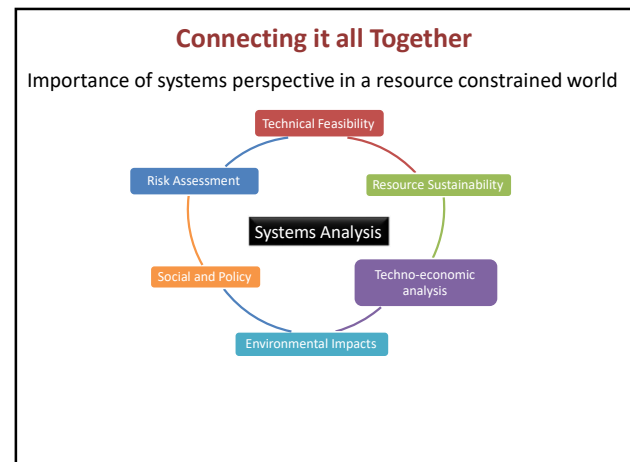 Connecting it all Together
Importance of systems perspective in a resource constrained world
Technical Feasibility
Risk Assessment
Resource Sustainability
Systems Analysis
Social and Policy
Techno-economic
analysis
Environmental Impacts